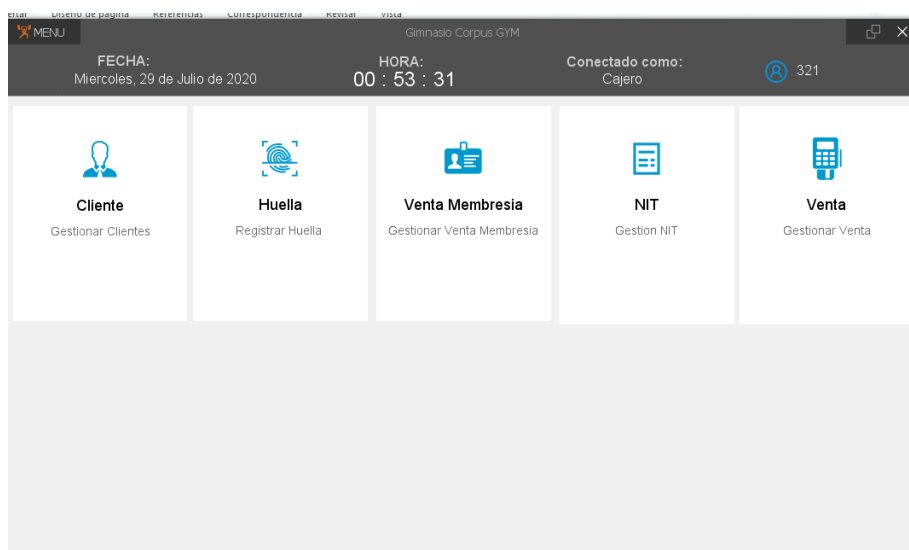 ertar Diseño de pagina Referencias Correspondencia Revisar Vista
MENU Gimnasio Corpus GYM
FECHA: HORA: Conectado como:
Miercoles, 29 de Julio de 2020 00 : 53 : 31 Cajero 321
Cliente Huella Venta Membresia NIT Venta
Gestionar Clientes Registrar Huella Gestionar Venta Membresia Gestion NIT Gestionar Venta